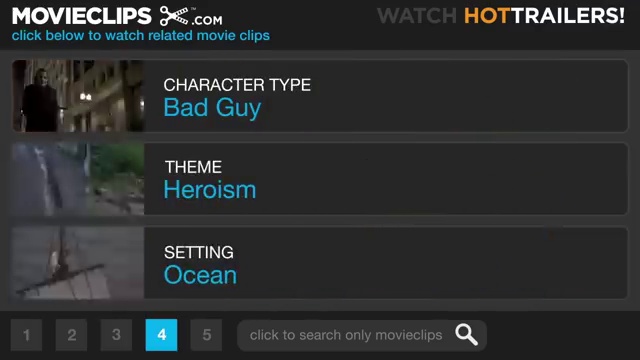 MOVIECLIPS .COM
WATCH HOTTRAILERS!
click below to watch related movie clips
CHARACTER TYPE
Bad Guy
THEME
Heroism
SETTING
Ocean
1 2 3 4 5 click to search only movieclips